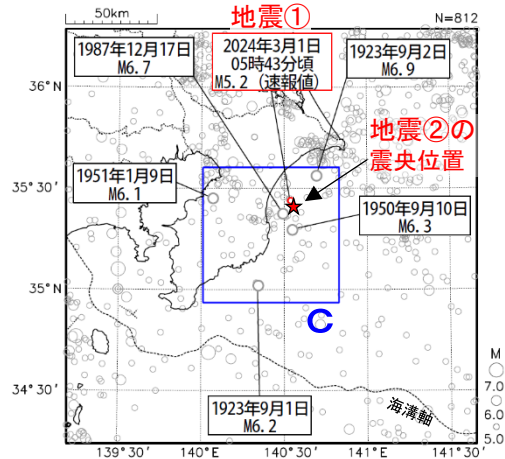 50km
地震①
N=812
36°N
1987年12月17日
M6.7
2024年3月1日
05時43分頃
M5.2（速報値）
1923年9月2日
M6.9
地震②の
震央位置
35°30′
1951年1月9日
M6.1
1950年9月10日
M6.3
35°N
C
M
7.0
6.0
5.0
34°30′
海溝軸
1923年9月1日
M6.2
139°30′
140°E
140°30′
141°E
141°30′